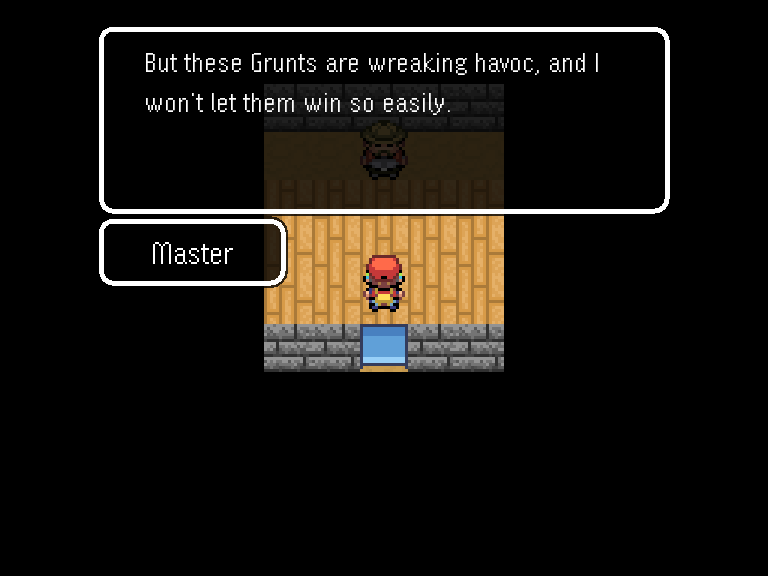 But these Grunts are wreaking havoc, and I
won't let them win so easily.
Master